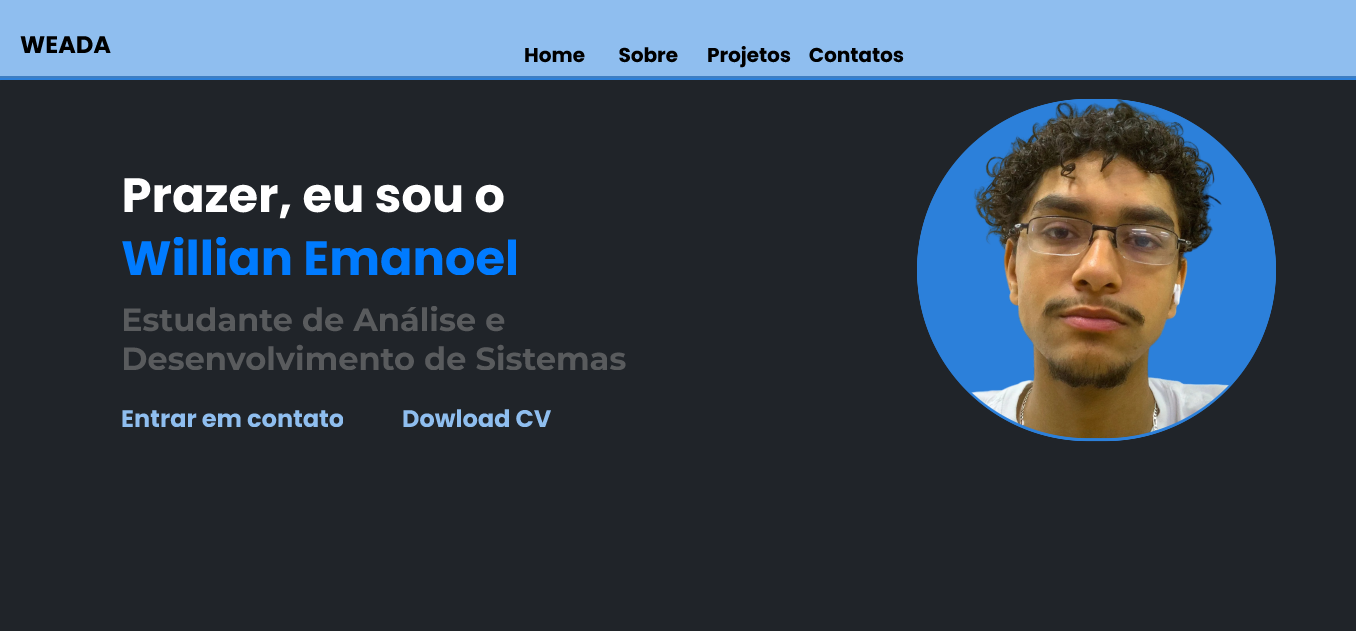 WEADA
Home Sobre Projetos Contatos
Prazer, eu sou o
Willian Emanoel
Estudante de Análise e
Desenvolvimento de Sistemas
Entrar em contato Dowload CV